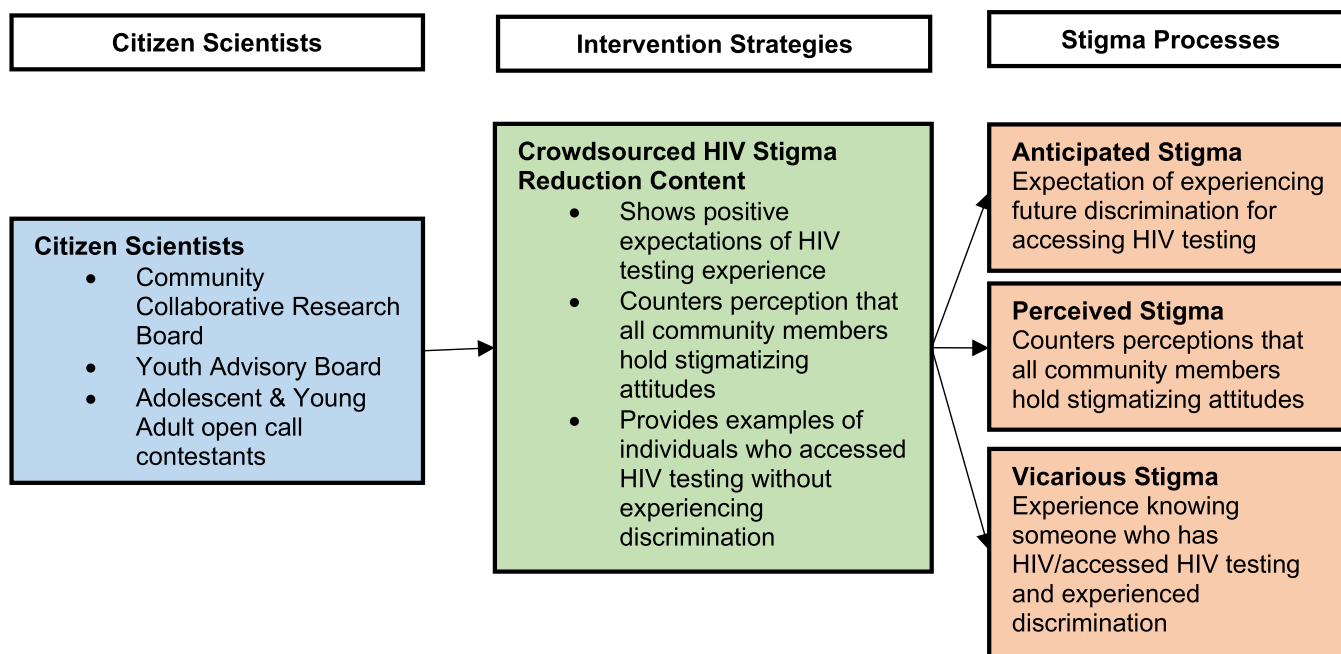 Citizen Scientists
Intervention Strategies
Stigma Processes
Citizen Scientists
• Community
Collaborative Research
Board
• Youth Advisory Board
• Adolescent & Young
Adult open call
contestants
Crowdsourced HIV Stigma
Reduction Content
• Shows positive
expectations of HIV
testing experience
• Counters perception that
all community members
hold stigmatizing
attitudes
• Provides examples of
individuals who accessed
HIV testing without
experiencing
discrimination
Anticipated Stigma
Expectation of experiencing
future discrimination for
accessing HIV testing
Perceived Stigma
Counters perceptions that
all community members
hold stigmatizing attitudes
Vicarious Stigma
Experience knowing
someone who has
HIV/accessed HIV testing
and experienced
discrimination